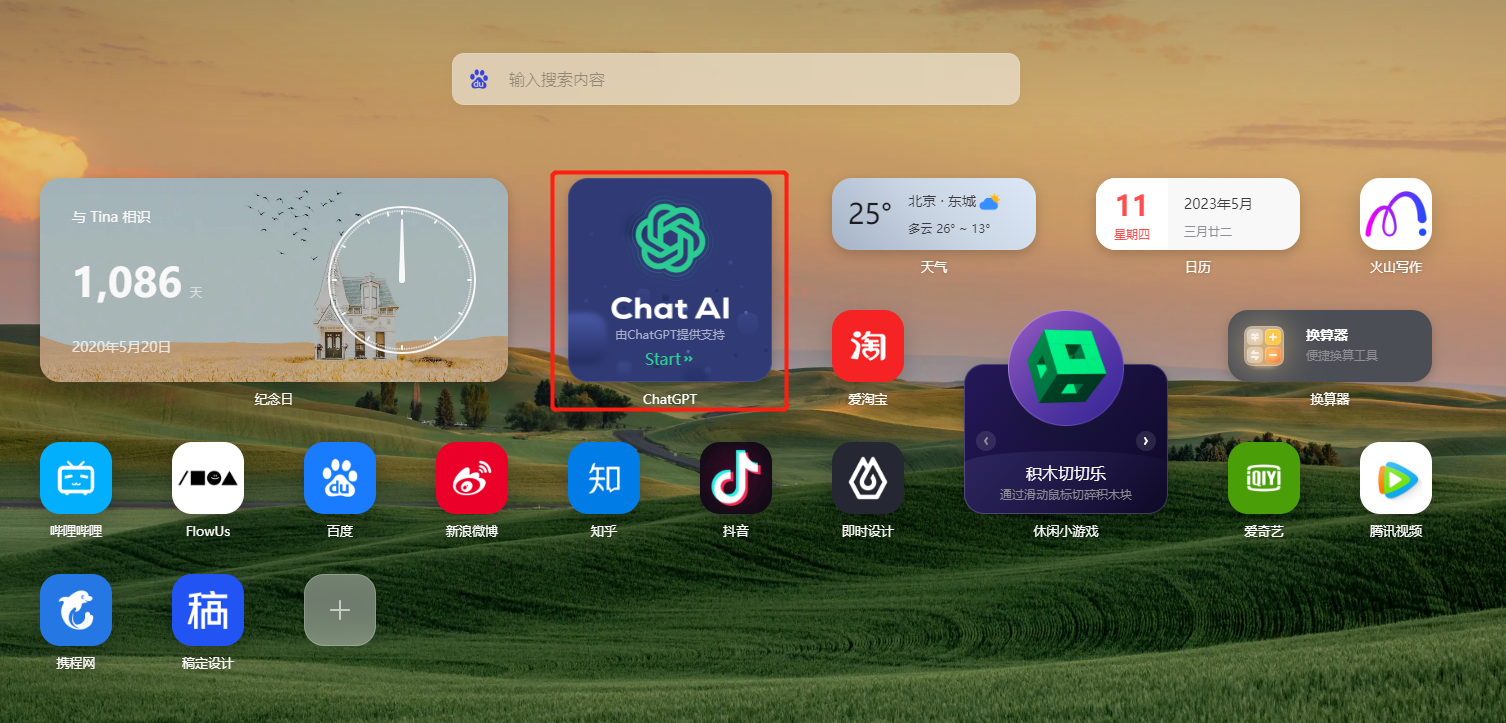 du
输入搜索内容
与 Tina 相识
1,086 天
2020年5月20日
纪念日
Chat AI
由ChatGPT提供支持
Start »
ChatGPT
25°
北京 · 东城
多云 26° ~ 13°
天气
11
星期四
2023年5月
三月廿二
日历
火山写作
淘
爱淘宝
积木切切乐
通过滑动鼠标切碎积木块
休闲小游戏
换算器
便捷换算工具
换算器
哔哩哔哩
FlowUs
du
百度
新浪微博
知
知乎
抖音
即时设计
iQIYI
爱奇艺
腾讯视频
携程网
稿
稿定设计